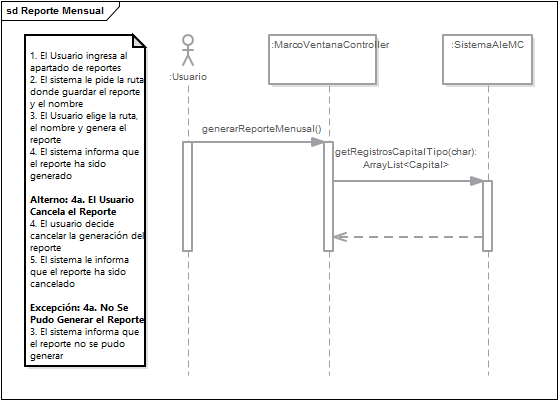 sd Reporte Mensual
1. El Usuario ingresa al
apartado de reportes
2. El sistema le pide la ruta
donde guardar el reporte
y el nombre
3. El Usuario elige la ruta,
el nombre y genera el
reporte
4. El sistema informa que
el reporte ha sido
generado
Alterno: 4a. El Usuario
Cancela el Reporte
4. El usuario decide
cancelar la generación del
reporte
5. El sistema le informa
que el reporte ha sido
cancelado
Excepción: 4a. No Se
Pudo Generar el Reporte
3. El sistema informa que
el reporte no se pudo
generar
:Usuario
:MarcoVentanaController
:SistemaAleMC
generarReporteMenusal()
getRegistrosCapitalTipo(char):
ArrayList<Capital>